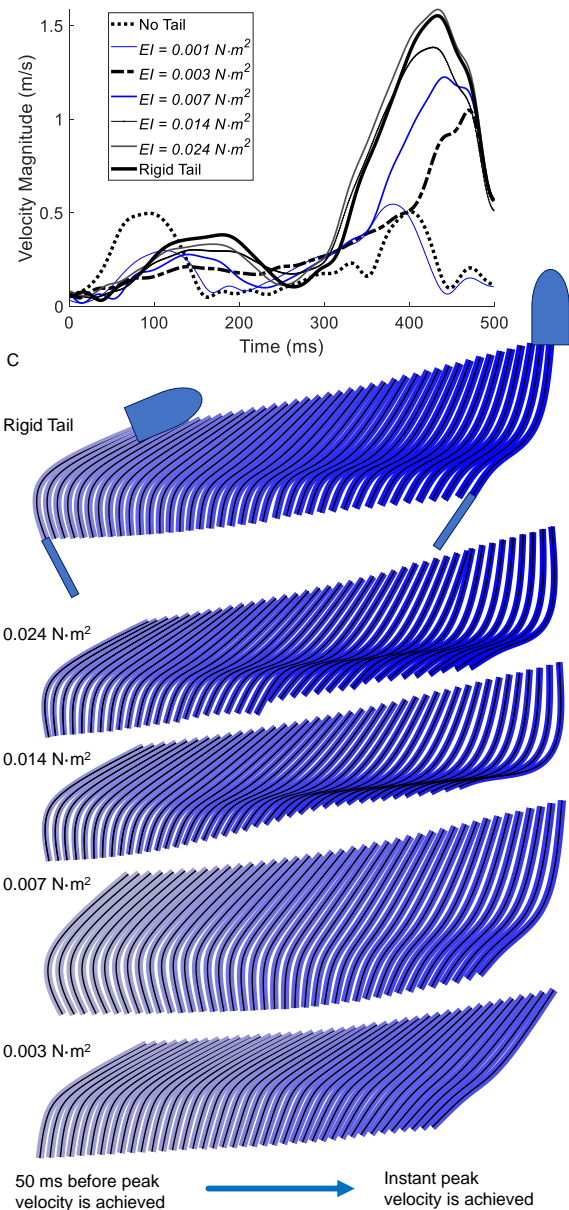 1.5
1
0.5
0
Velocity Magnitude (m/s)
No Tail
EI = 0.001 N·m²
EI = 0.003 N·m²
EI = 0.007 N·m²
EI = 0.014 N·m²
EI = 0.024 N·m²
Rigid Tail
0 100 200 300 400 500
Time (ms)
C
Rigid Tail
0.024 N·m²
0.014 N·m²
0.007 N·m²
0.003 N·m²
50 ms before peak
velocity is achieved
Instant peak
velocity is achieved